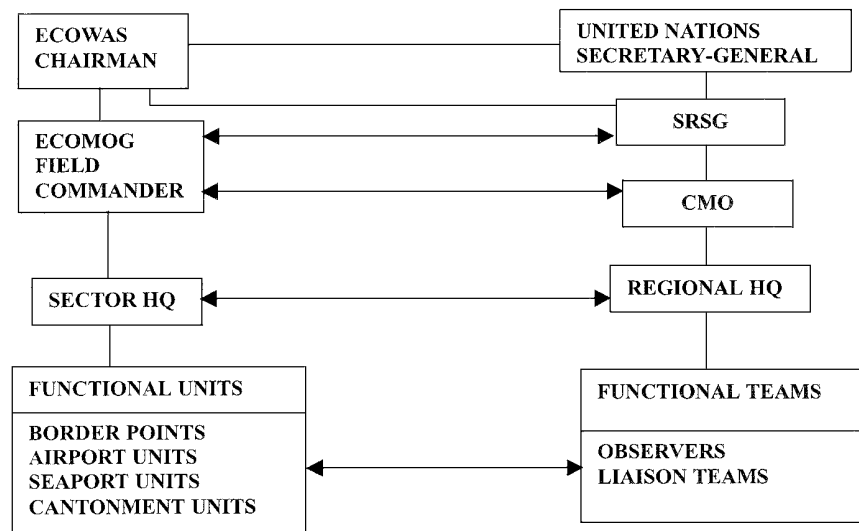 ECOWAS
CHAIRMAN
UNITED NATIONS
SECRETARY-GENERAL
ECOMOG
FIELD
COMMANDER
SRSG
CMO
SECTOR HQ
REGIONAL HQ
FUNCTIONAL UNITS
BORDER POINTS
AIRPORT UNITS
SEAPORT UNITS
CANTONMENT UNITS
FUNCTIONAL TEAMS
OBSERVERS
LIAISON TEAMS